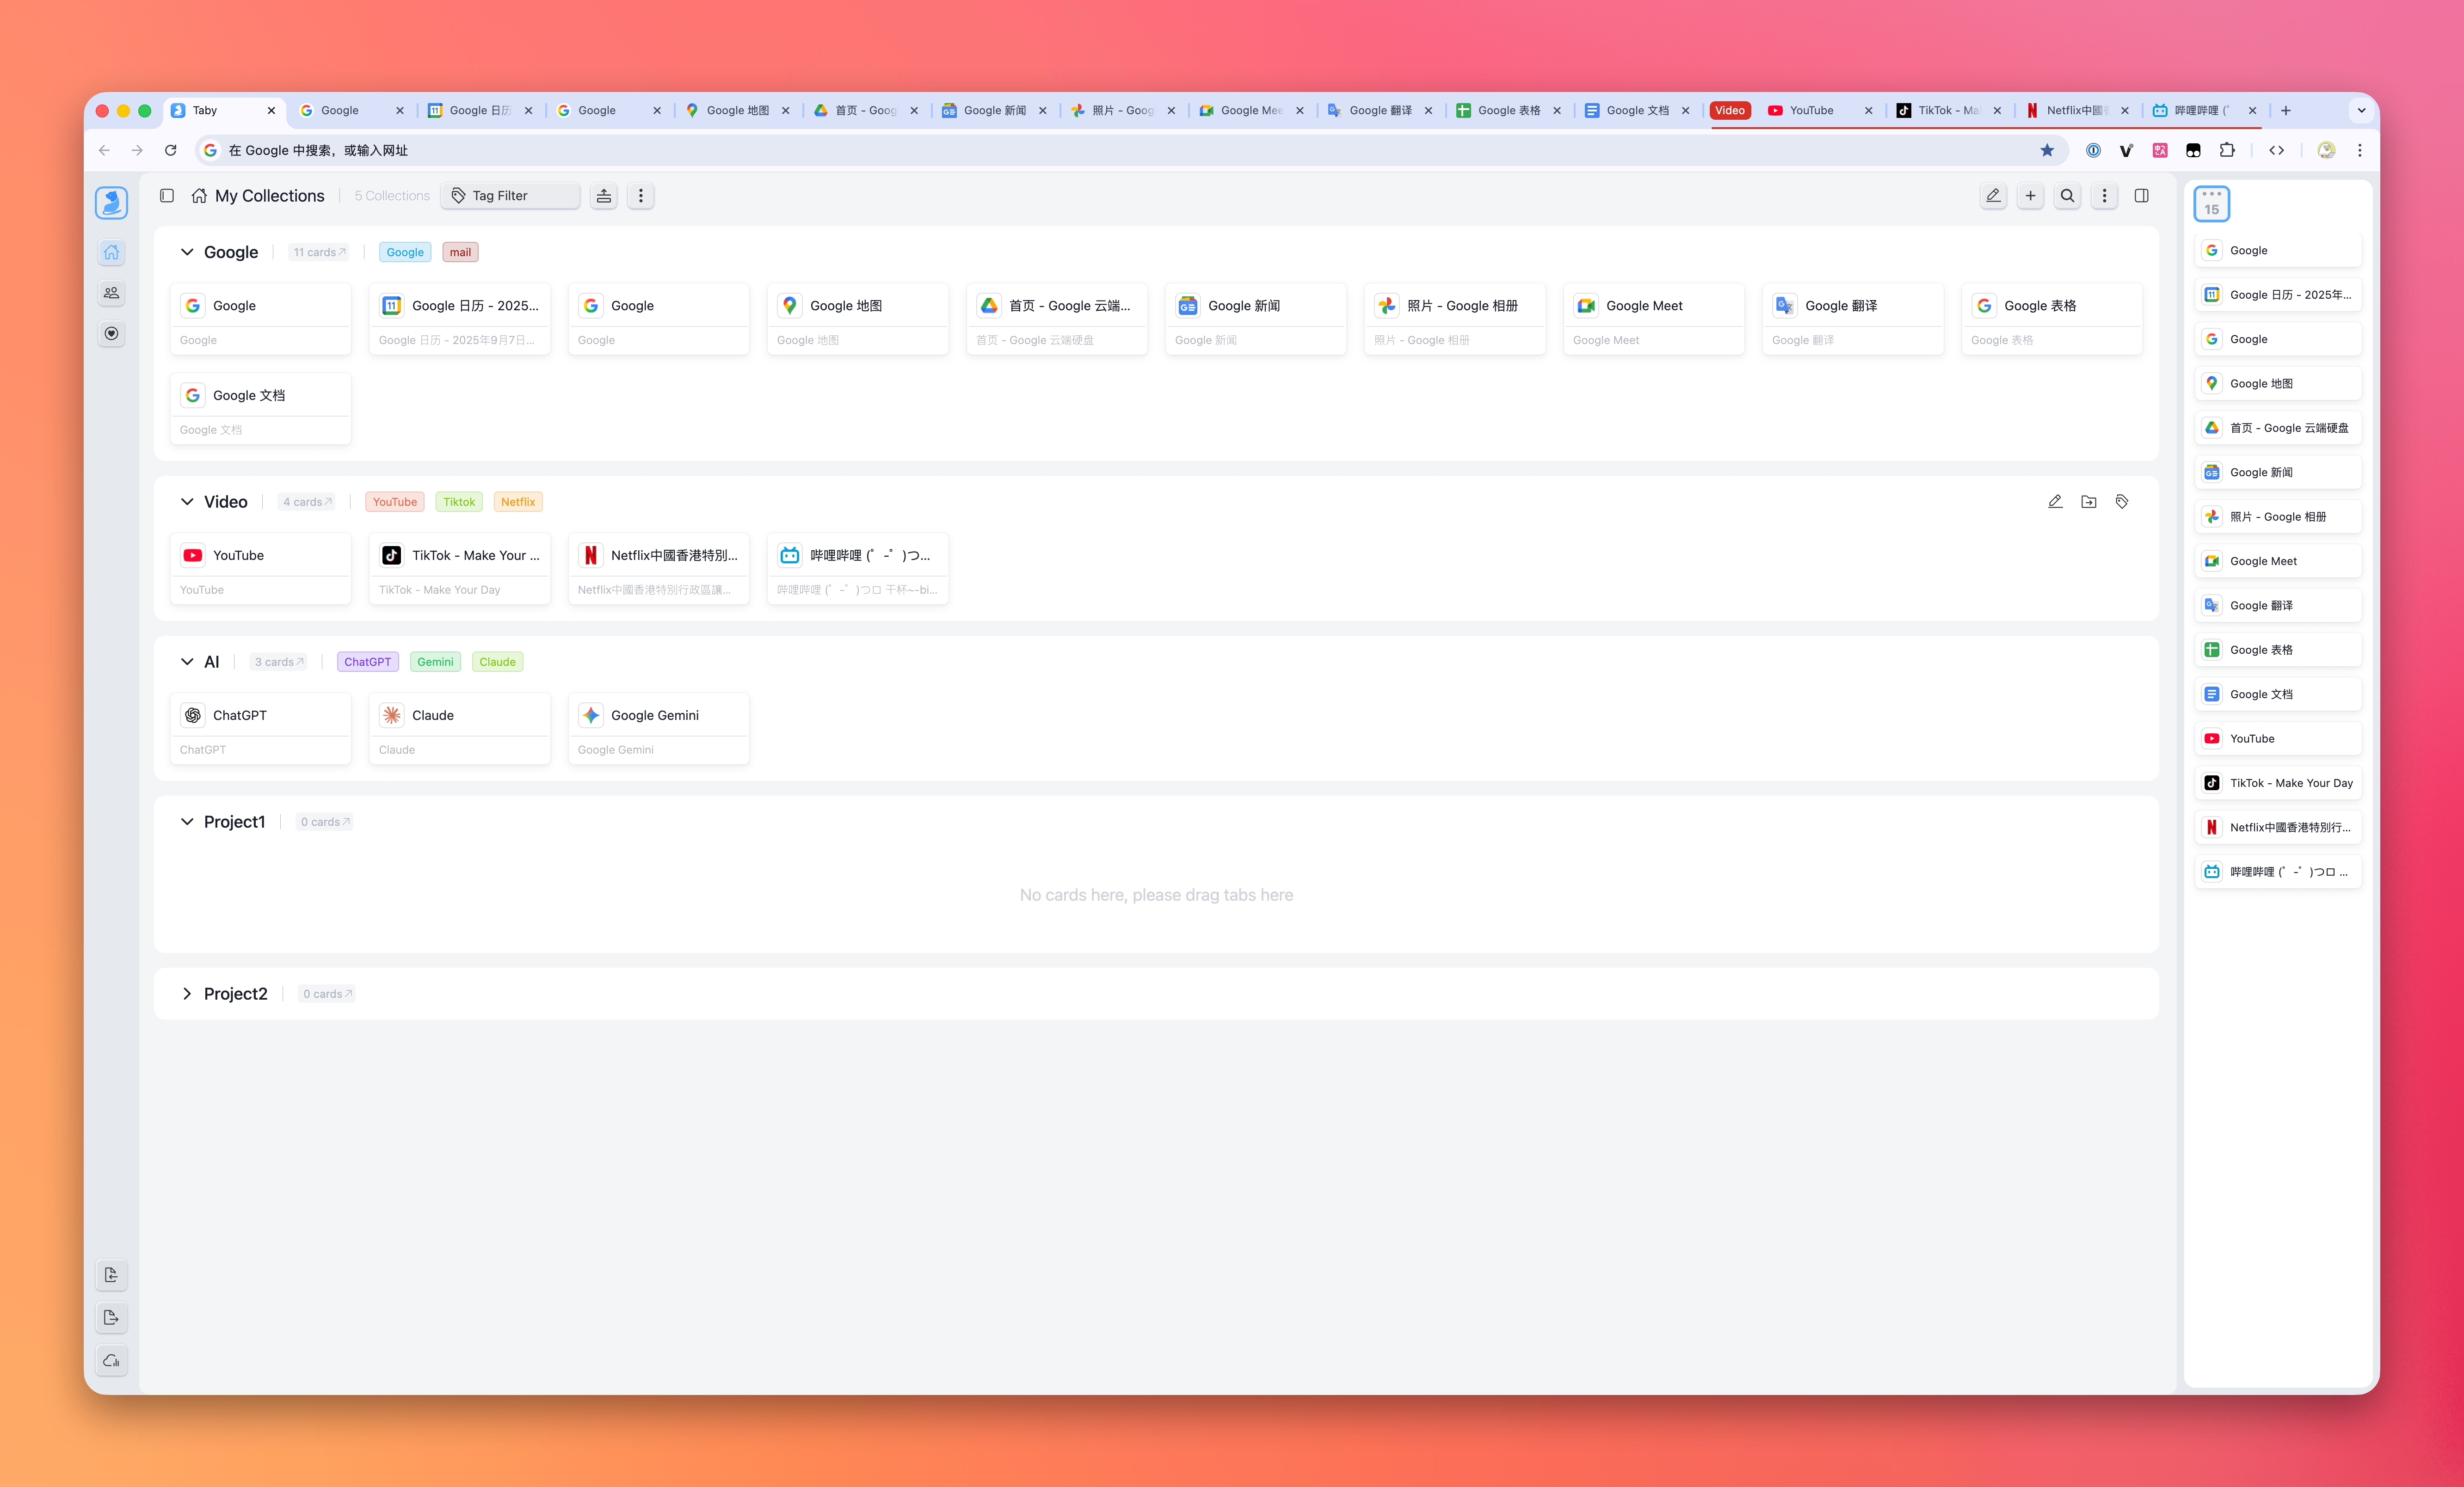 Taby
Google
Google 日历
Google
Google 地图
首页 - Goog
Google 新闻
照片 - Goog
Google Mee
Google 翻译
Google 表格
Google 文档
Video
YouTube
TikTok - Ma
Netflix中國
哔哩哔哩 (゜
在 Google 中搜索，或输入网址
My Collections
5 Collections
Tag Filter
Google
11 cards
Google
mail
Google
Google
11
Google 日历 - 2025...
Google 日历 - 2025年9月7日...
Google
Google
Google 地图
Google 地图
首页 - Google 云端...
首页 - Google 云端硬盘
Google 新闻
Google 新闻
照片 - Google 相册
照片 - Google 相册
Google Meet
Google Meet
Google 翻译
Google 翻译
Google 表格
Google 表格
Google 文档
Google 文档
Video
4 cards
YouTube
Tiktok
Netflix
YouTube
YouTube
TikTok - Make Your ...
TikTok - Make Your Day
Netflix中國香港特別...
Netflix中國香港特別行政區讓...
哔哩哔哩 (゜-゜)つ...
哔哩哔哩 (゜-゜)つロ 干杯~-bi...
AI
3 cards
ChatGPT
Gemini
Claude
ChatGPT
ChatGPT
Claude
Claude
Google Gemini
Google Gemini
Project1
0 cards
No cards here, please drag tabs here
Project2
0 cards
15
Google
Google 日历 - 2025年...
Google
Google 地图
首页 - Google 云端硬盘
Google 新闻
照片 - Google 相册
Google Meet
Google 翻译
Google 表格
Google 文档
YouTube
TikTok - Make Your Day
Netflix中國香港特別行...
哔哩哔哩 (゜-゜)つロ ...